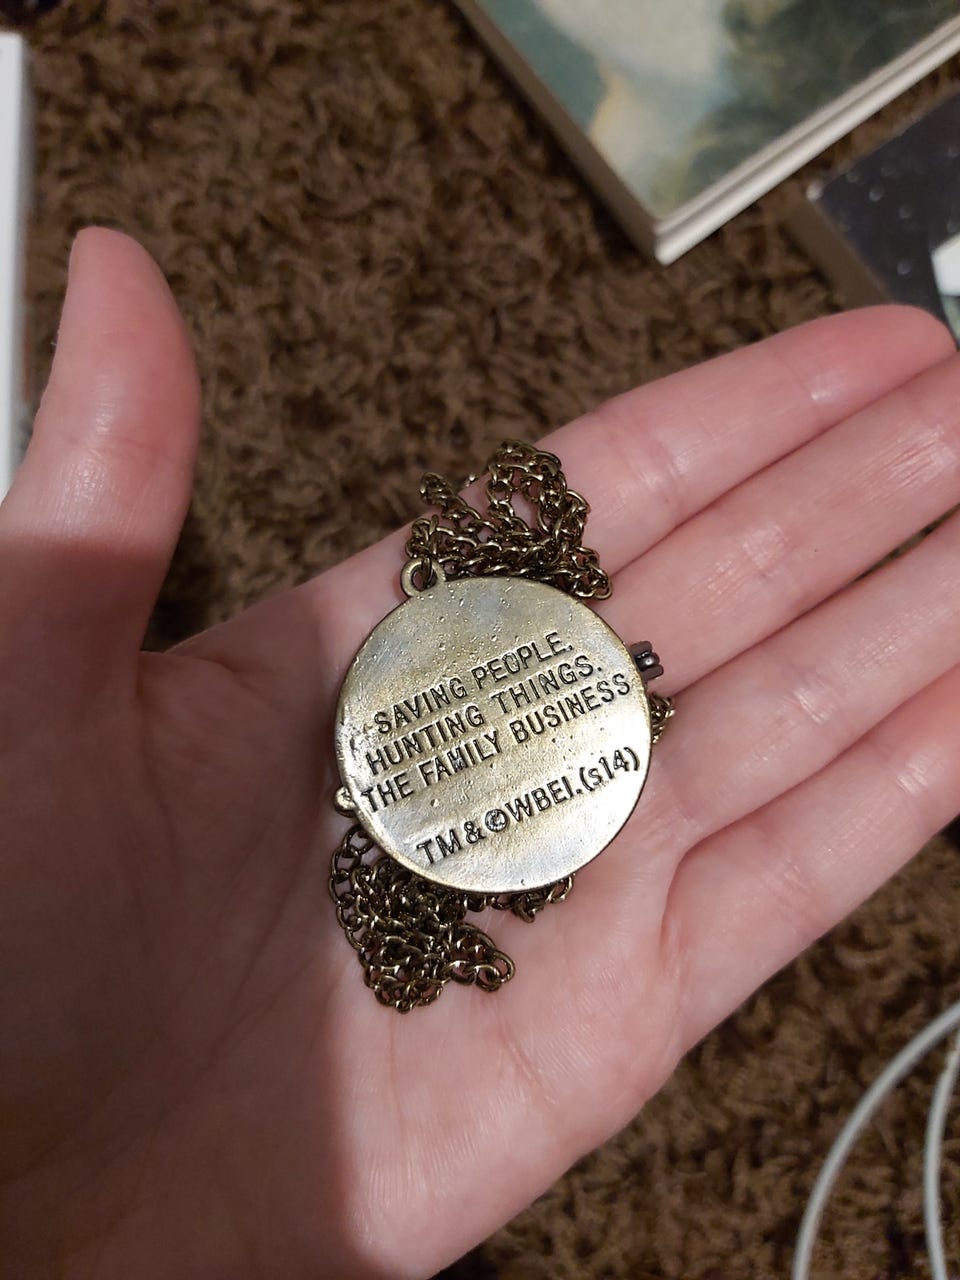 SAVING PEOPLE.
HUNTING THINGS.
THE FAMILY BUSINESS
TM & ©WBEI.(s14)